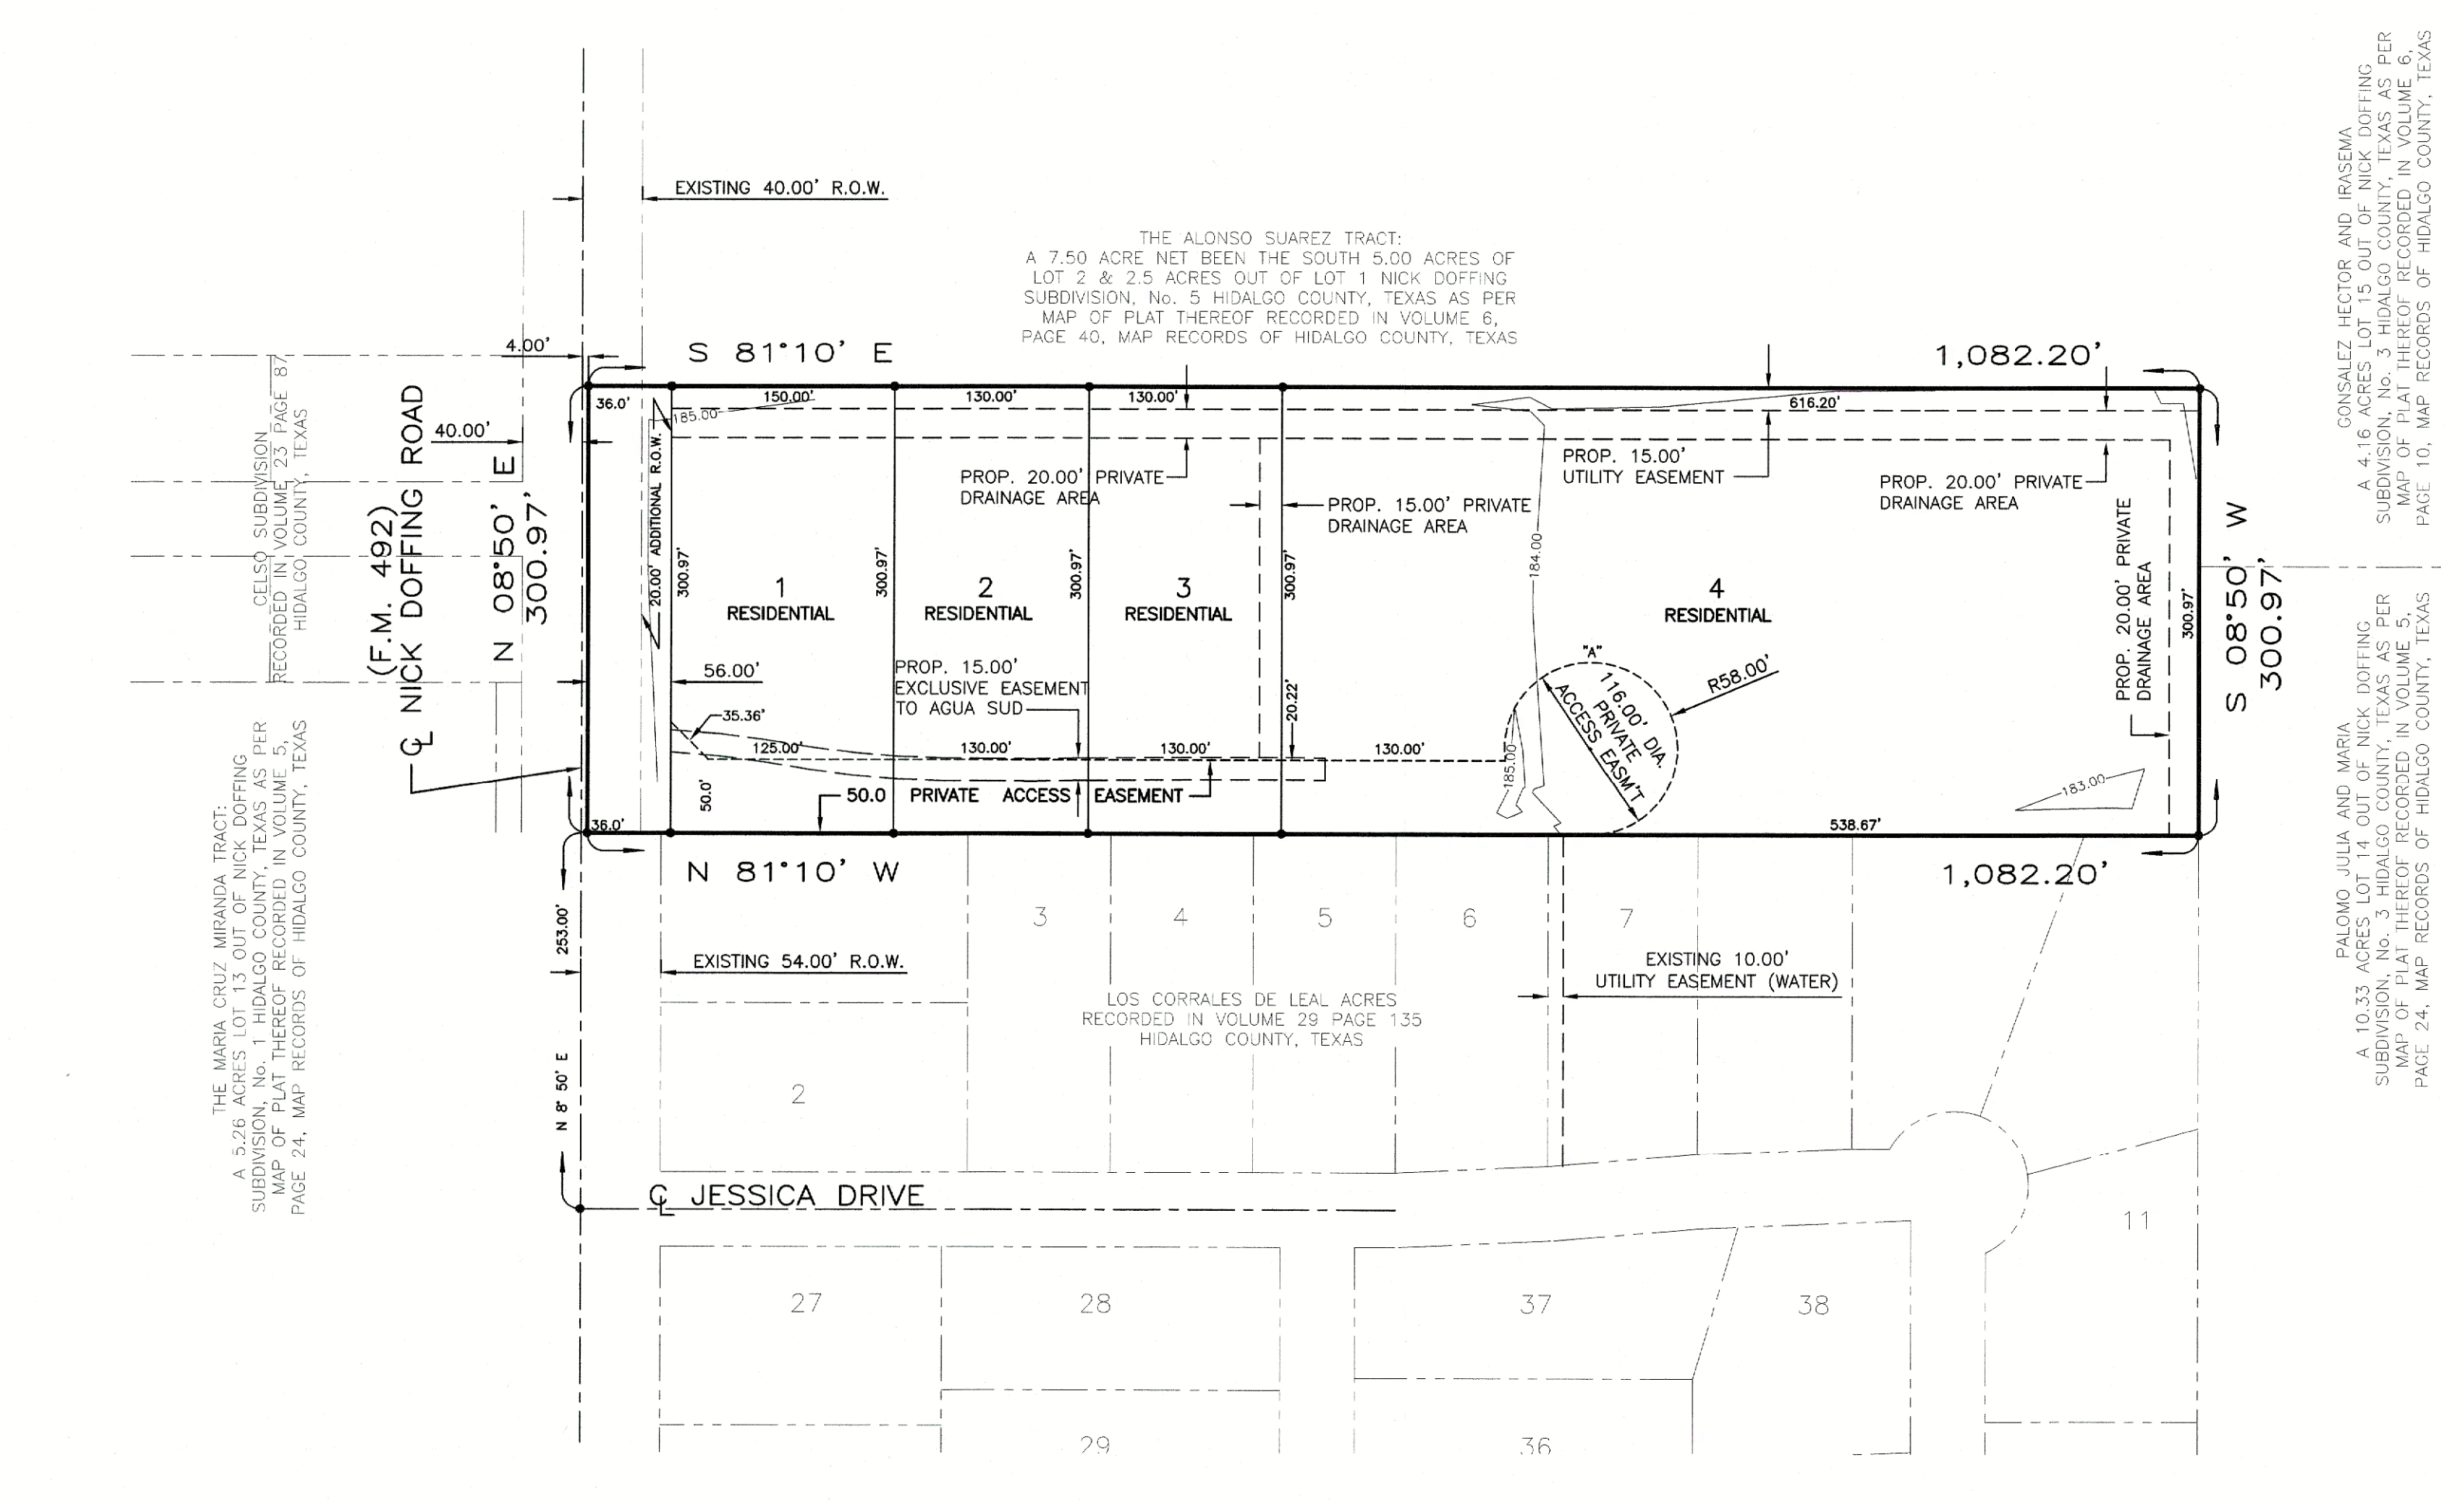 EXISTING 40.00' R.O.W.
THE ALONSO SUAREZ TRACT:
A 7.50 ACRE NET BEEN THE SOUTH 5.00 ACRES OF
LOT 2 & 2.5 ACRES OUT OF LOT 1 NICK DOFFING
SUBDIVISION, No. 5 HIDALGO COUNTY, TEXAS AS PER
MAP OF PLAT THEREOF RECORDED IN VOLUME 6,
PAGE 40, MAP RECORDS OF HIDALGO COUNTY, TEXAS
GONSALEZ HECTOR AND IRASEMA
A 4.16 ACRES LOT 15 OUT OF NICK DOFFING
SUBDIVISION, No. 3 HIDALGO COUNTY, TEXAS AS PER
MAP OF PLAT THEREOF RECORDED IN VOLUME 6,
PAGE 10, MAP RECORDS OF HIDALGO COUNTY, TEXAS
4.00'
S 81°10' E
1,082.20'
36.0'
150.00'
130.00'
130.00'
616.20'
185.00
40.00'
CELSO SUBDIVISION
RECORDED IN VOLUME 23 PAGE 87
HIDALGO COUNTY, TEXAS
(F.M. 492)
℄ NICK DOFFING ROAD
N 08°50' E
300.97'
20.00' ADDITIONAL R.O.W.
PROP. 20.00' PRIVATE
DRAINAGE AREA
PROP. 15.00' PRIVATE
DRAINAGE AREA
PROP. 15.00'
UTILITY EASEMENT
PROP. 20.00' PRIVATE
DRAINAGE AREA
PROP. 20.00' PRIVATE
DRAINAGE AREA
184.00
300.97'
300.97'
300.97'
300.97'
300.97'
S 08°50' W
300.97'
1
RESIDENTIAL
2
RESIDENTIAL
3
RESIDENTIAL
4
RESIDENTIAL
56.00'
PROP. 15.00'
EXCLUSIVE EASEMENT
TO AGUA SUD
"A"
116.00' DIA.
PRIVATE
ACCESS EASM'T
R58.00'
20.22'
35.36'
125.00'
130.00'
130.00'
130.00'
185.00
183.00
50.0'
50.0 PRIVATE ACCESS EASEMENT
36.0'
538.67'
N 81°10' W
1,082.20'
THE MARIA CRUZ MIRANDA TRACT:
A 5.26 ACRES LOT 13 OUT OF NICK DOFFING
SUBDIVISION, No. 1 HIDALGO COUNTY, TEXAS AS PER
MAP OF PLAT THEREOF RECORDED IN VOLUME 5,
PAGE 24, MAP RECORDS OF HIDALGO COUNTY, TEXAS
PALOMO JULIA AND MARIA
A 10.33 ACRES LOT 14 OUT OF NICK DOFFING
SUBDIVISION, No. 3 HIDALGO COUNTY, TEXAS AS PER
MAP OF PLAT THEREOF RECORDED IN VOLUME 5,
PAGE 24, MAP RECORDS OF HIDALGO COUNTY, TEXAS
253.00'
N 8° 50' E
3
4
5
6
7
EXISTING 54.00' R.O.W.
EXISTING 10.00'
UTILITY EASEMENT (WATER)
LOS CORRALES DE LEAL ACRES
RECORDED IN VOLUME 29 PAGE 135
HIDALGO COUNTY, TEXAS
2
℄ JESSICA DRIVE
11
27
28
37
38
29
36